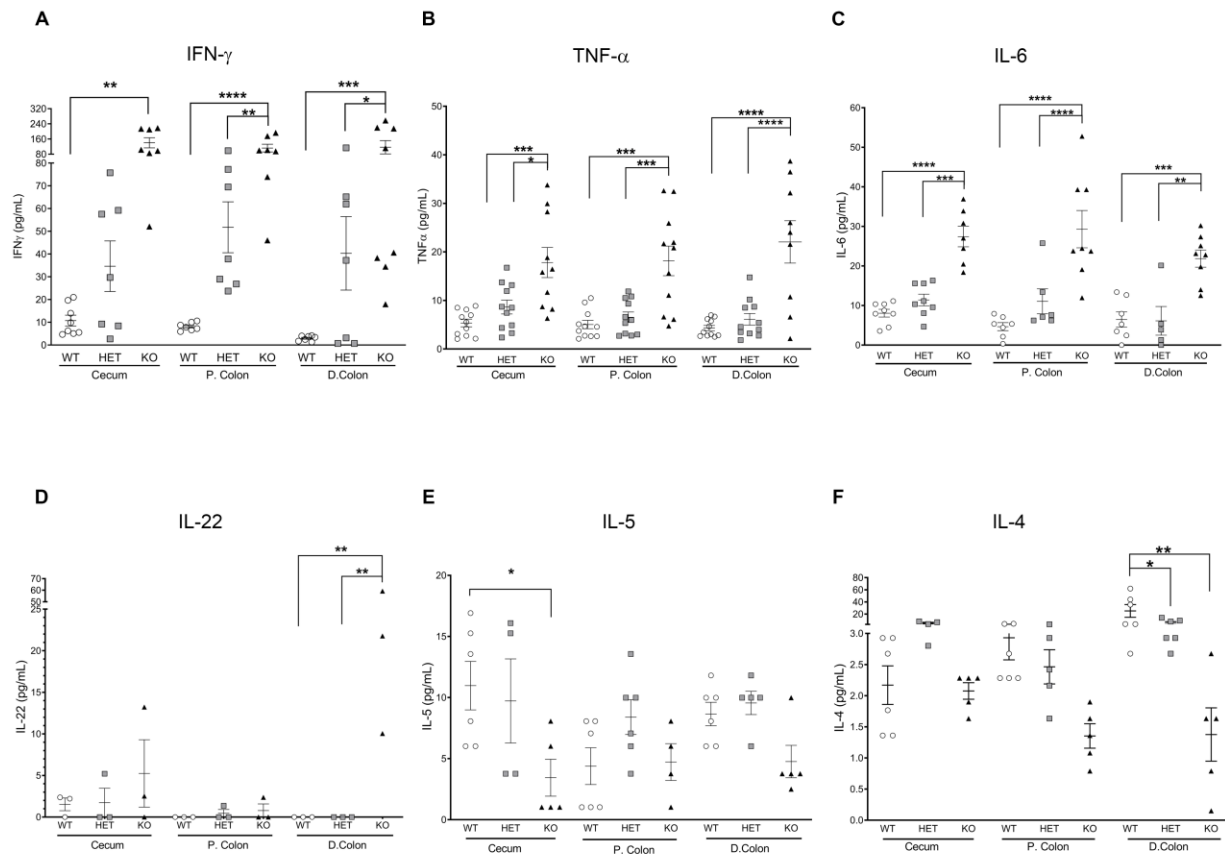 A
IFN-γ
**
****
**
***
*
320
240
160
80
80
70
60
50
40
30
20
10
0
IFNγ (pg/mL)
WT HET KO WT HET KO WT HET KO
Cecum P. Colon D.Colon
B
TNF-α
***
*
***
***
****
****
50
40
30
20
10
0
TNFα (pg/mL)
WT HET KO WT HET KO WT HET KO
Cecum P. Colon D.Colon
C
IL-6
****
***
****
****
***
**
60
50
40
30
20
10
0
IL-6 (pg/mL)
WT HET KO WT HET KO WT HET KO
Cecum P. Colon D.Colon
D
IL-22
**
**
70
60
50
25
20
15
10
5
0
IL-22 (pg/mL)
WT HET KO WT HET KO WT HET KO
Cecum P. Colon D.Colon
E
IL-5
*
20
15
10
5
0
IL-5 (pg/mL)
WT HET KO WT HET KO WT HET KO
Cecum P. Colon D.Colon
F
IL-4
**
*
80
60
40
20
3.0
2.5
2.0
1.5
1.0
0.5
0.0
IL-4 (pg/mL)
WT HET KO WT HET KO WT HET KO
Cecum P. Colon D.Colon